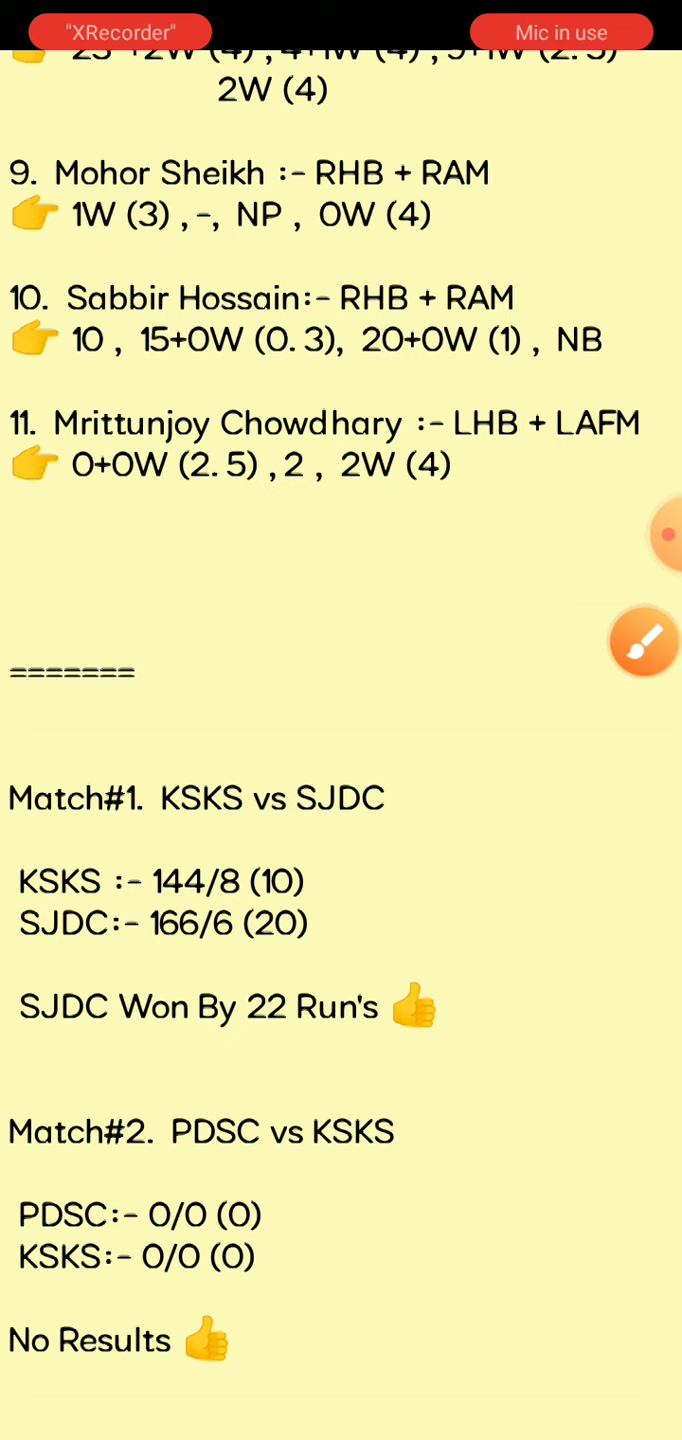 "XRecorder" Mic in use
2W (4)
9. Mohor Sheikh :- RHB + RAM
👉 1W (3) , -, NP , 0W (4)
10. Sabbir Hossain:- RHB + RAM
👉 10 , 15+0W (0.3), 20+0W (1) , NB
11. Mrittunjoy Chowdhary :- LHB + LAFM
👉 0+0W (2.5) , 2 , 2W (4)
=======
Match#1. KSKS vs SJDC
KSKS :- 144/8 (10)
SJDC:- 166/6 (20)
SJDC Won By 22 Run's 👍
Match#2. PDSC vs KSKS
PDSC:- 0/0 (0)
KSKS:- 0/0 (0)
No Results 👍